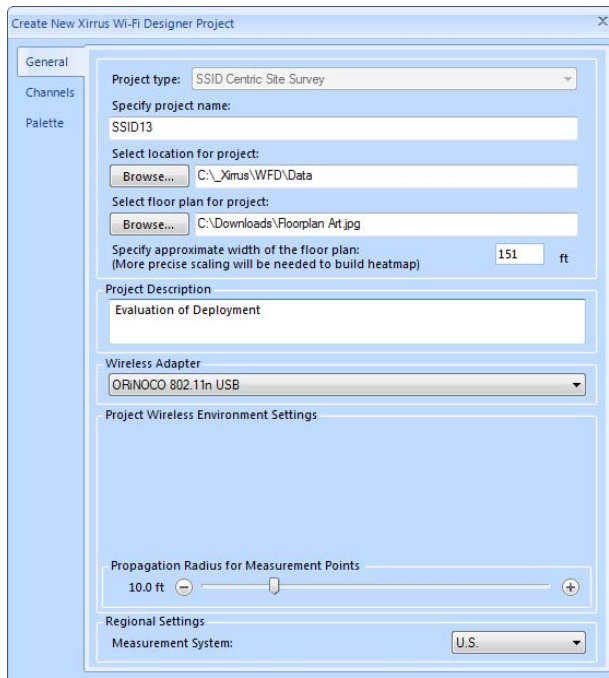 Create New Xirrus Wi-Fi Designer Project
X
General
Channels
Palette
Project type: SSID Centric Site Survey
Specify project name:
SSID13
Select location for project:
Browse... C:\_Xirrus\WFD\Data
Select floor plan for project:
Browse... C:\Downloads\Floorplan Art.jpg
Specify approximate width of the floor plan: 151 ft
(More precise scaling will be needed to build heatmap)
Project Description
Evaluation of Deployment
Wireless Adapter
ORiNOCO 802.11n USB
Project Wireless Environment Settings
Propagation Radius for Measurement Points
10.0 ft
Regional Settings
Measurement System: U.S.